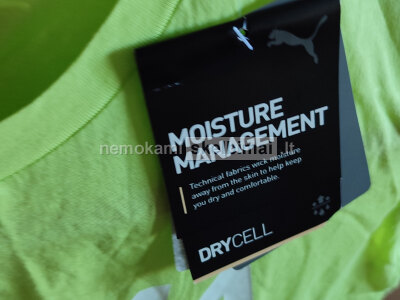 MOISTURE
MANAGEMENT
Technical fabrics wick moisture
away from the skin to help keep
you dry and comfortable.
DRYCELL